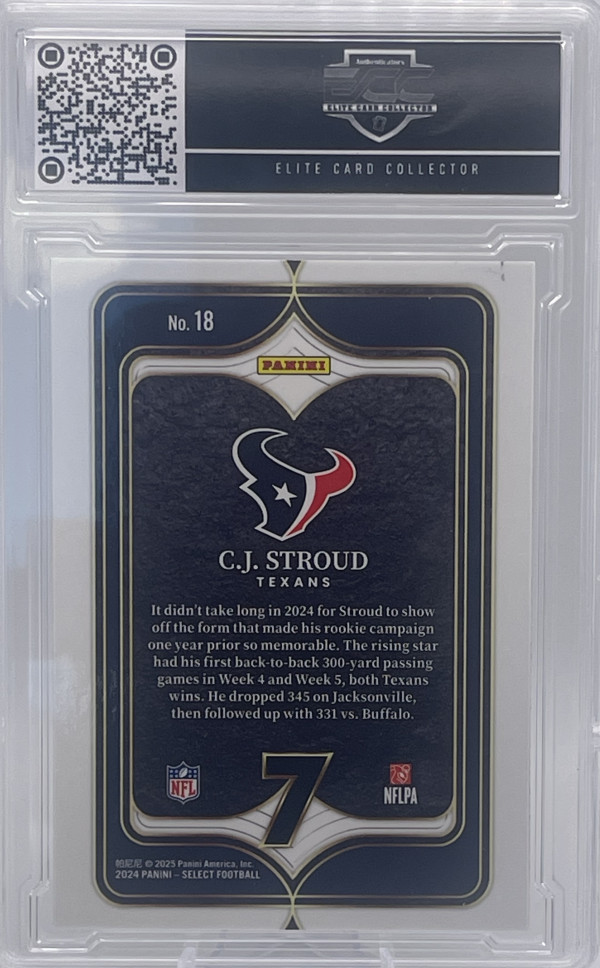 Authenticators
ECC
ELITE CARD COLLECTOR
ELITE CARD COLLECTOR
No. 18
PANINI
C.J. STROUD
TEXANS
It didn't take long in 2024 for Stroud to show
off the form that made his rookie campaign
one year prior so memorable. The rising star
had his first back-to-back 300-yard passing
games in Week 4 and Week 5, both Texans
wins. He dropped 345 on Jacksonville,
then followed up with 331 vs. Buffalo.
7
NFL
NFLPA
帕尼尼 © 2025 Panini America, Inc.
2024 PANINI – SELECT FOOTBALL